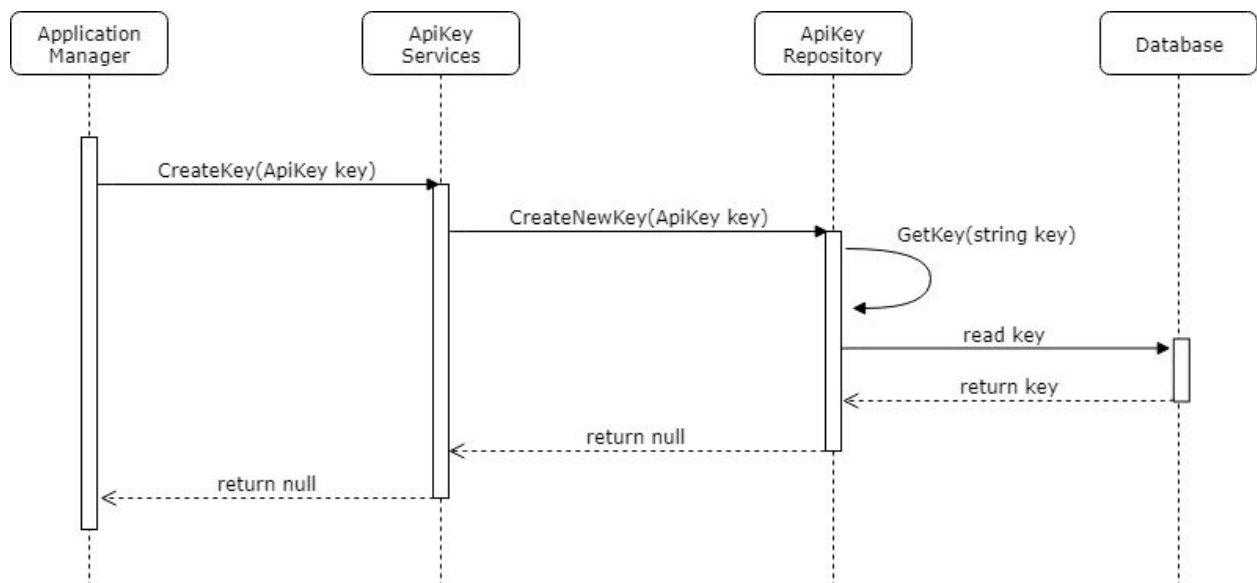 Application
Manager
ApiKey
Services
ApiKey
Repository
Database
CreateKey(ApiKey key)
CreateNewKey(ApiKey key)
GetKey(string key)
read key
return key
return null
return null